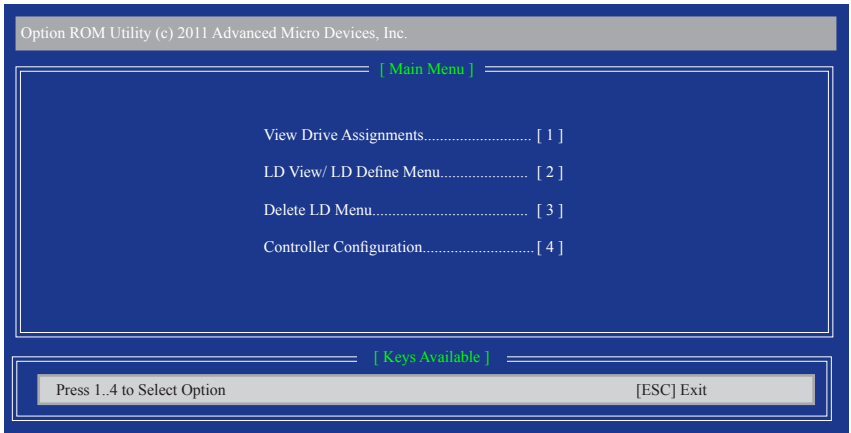 Option ROM Utility (c) 2011 Advanced Micro Devices, Inc.
[ Main Menu ]
View Drive Assignments........................... [ 1 ]
LD View/ LD Define Menu...................... [ 2 ]
Delete LD Menu....................................... [ 3 ]
Controller Configuration............................[ 4 ]
[ Keys Available ]
Press 1..4 to Select Option [ESC] Exit